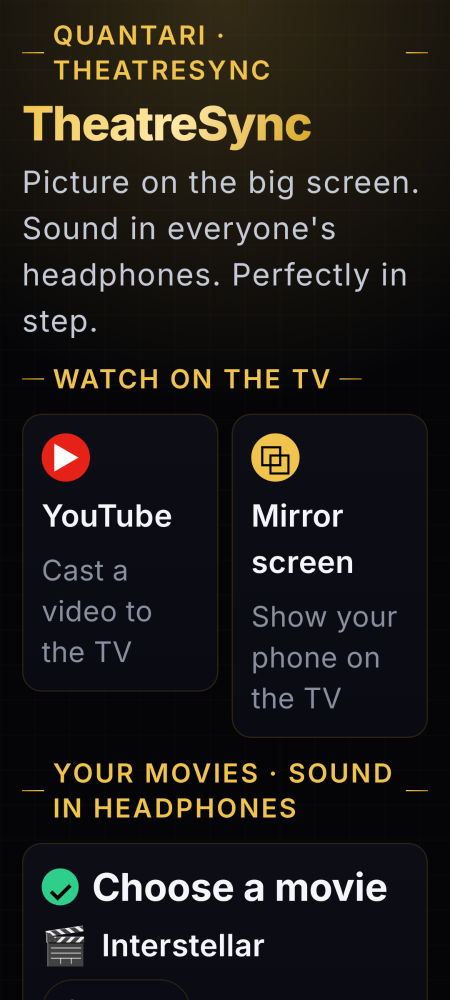 QUANTARI ·
THEATRESYNC
TheatreSync
Picture on the big screen.
Sound in everyone's
headphones. Perfectly in
step.
WATCH ON THE TV
YouTube
Cast a
video to
the TV
Mirror
screen
Show your
phone on
the TV
YOUR MOVIES · SOUND
IN HEADPHONES
Choose a movie
Interstellar